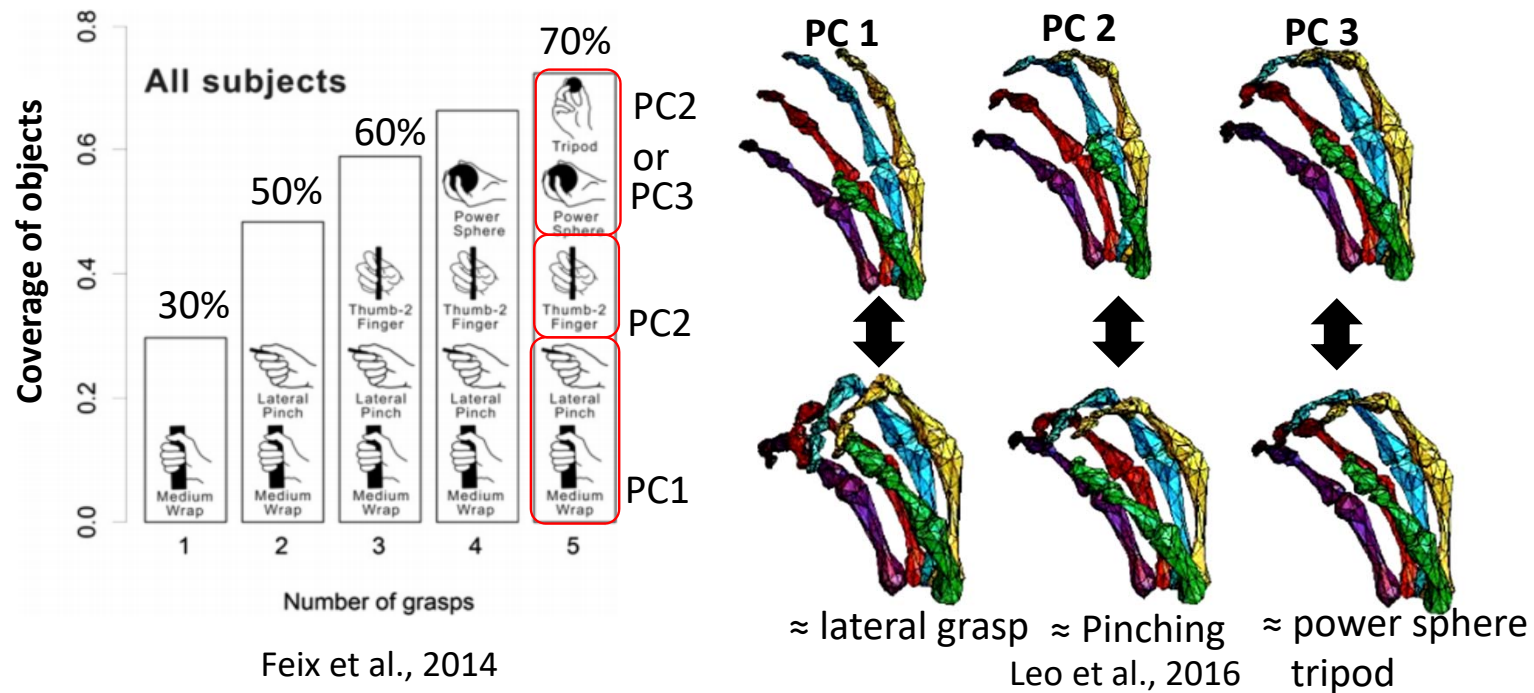 Coverage of objects
0.0
0.2
0.4
0.6
0.8
All subjects
30%
50%
60%
70%
Medium
Wrap
Lateral
Pinch
Medium
Wrap
Thumb-2
Finger
Lateral
Pinch
Medium
Wrap
Power
Sphere
Thumb-2
Finger
Lateral
Pinch
Medium
Wrap
Tripod
Power
Sphere
Thumb-2
Finger
Lateral
Pinch
Medium
Wrap
PC2
or
PC3
PC2
PC1
1 2 3 4 5
Number of grasps
Feix et al., 2014
PC 1
PC 2
PC 3
≈ lateral grasp
≈ Pinching
≈ power sphere
tripod
Leo et al., 2016